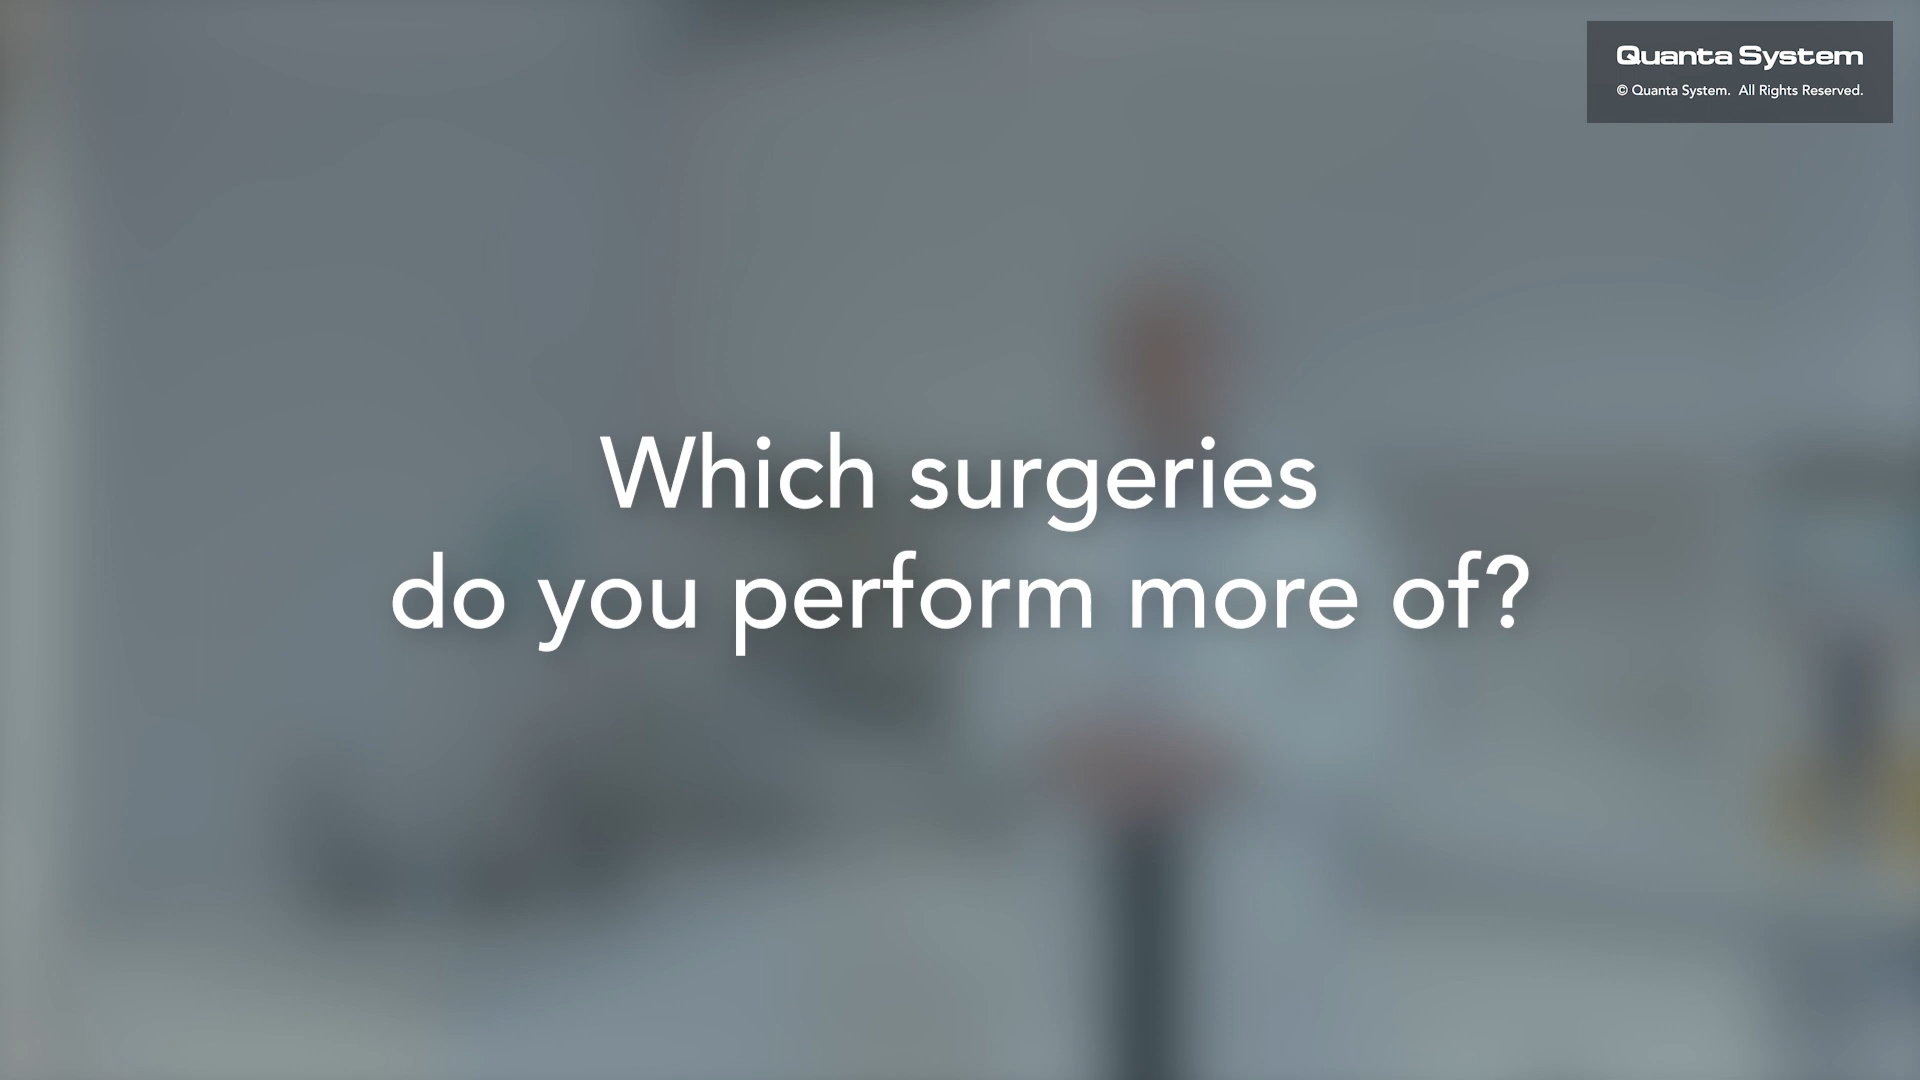 Quanta System
© Quanta System. All Rights Reserved.
Which surgeries
do you perform more of?